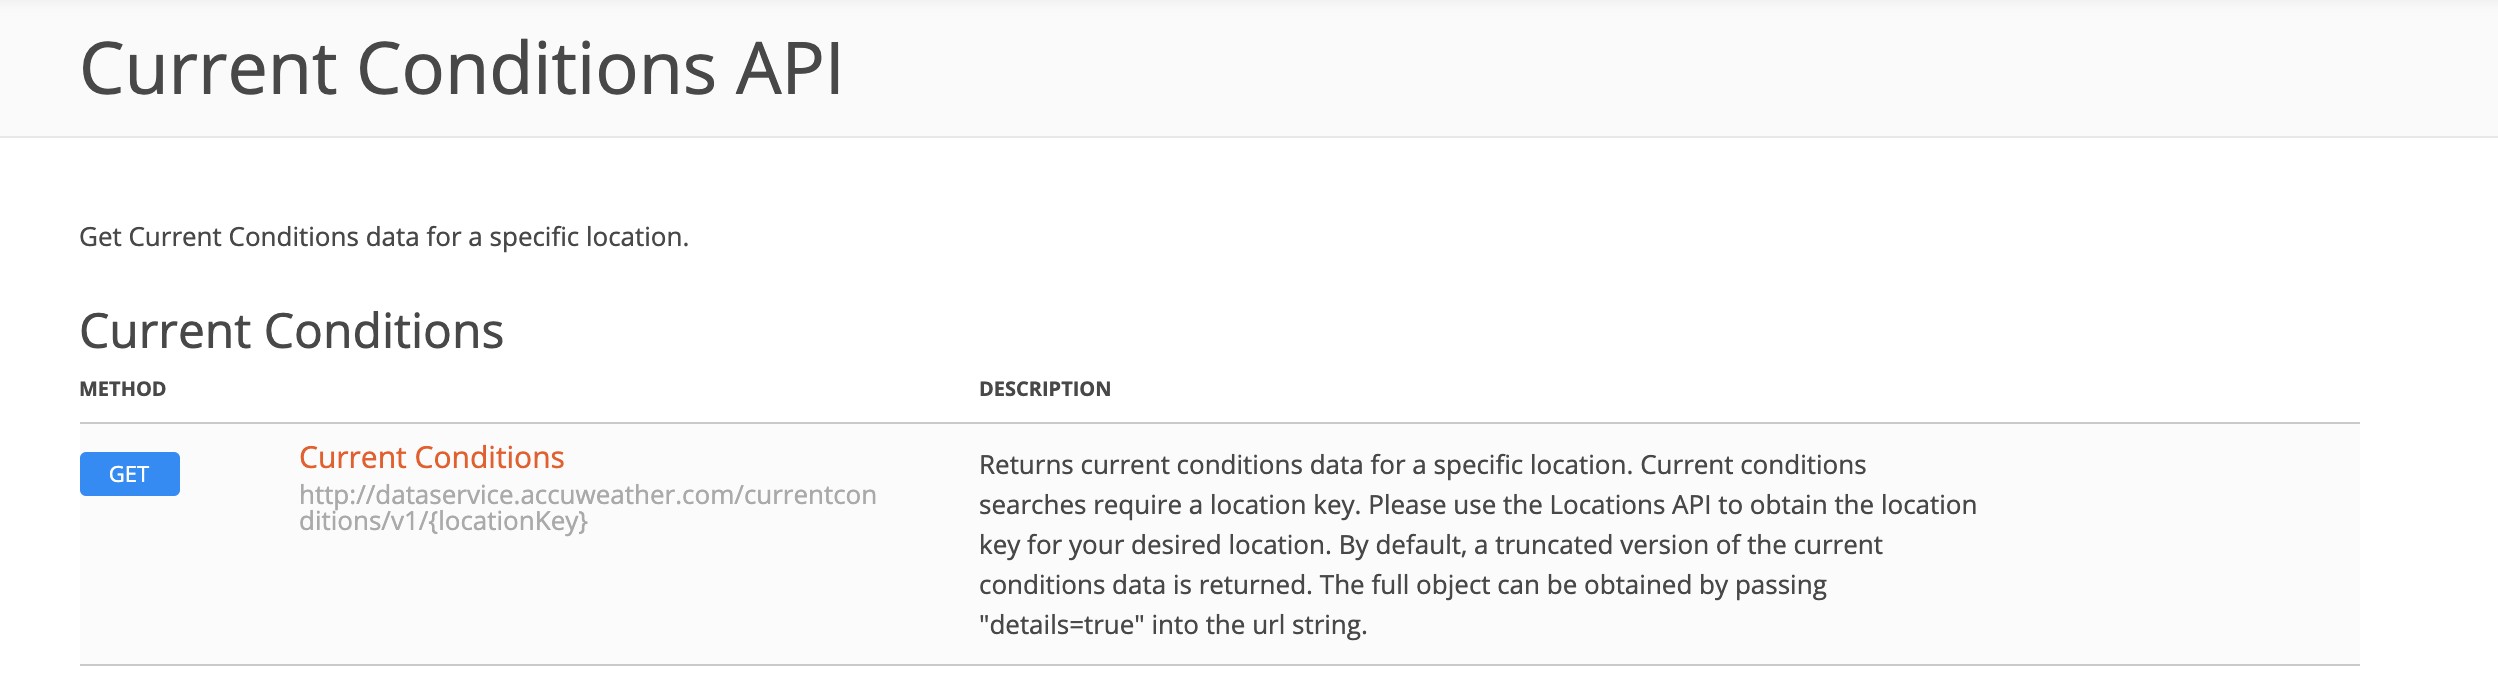 Current Conditions API
Get Current Conditions data for a specific location.
Current Conditions
METHOD
DESCRIPTION
GET
Current Conditions
http://dataservice.accuweather.com/currentcon
ditions/v1/{locationKey}
Returns current conditions data for a specific location. Current conditions
searches require a location key. Please use the Locations API to obtain the location
key for your desired location. By default, a truncated version of the current
conditions data is returned. The full object can be obtained by passing
"details=true" into the url string.